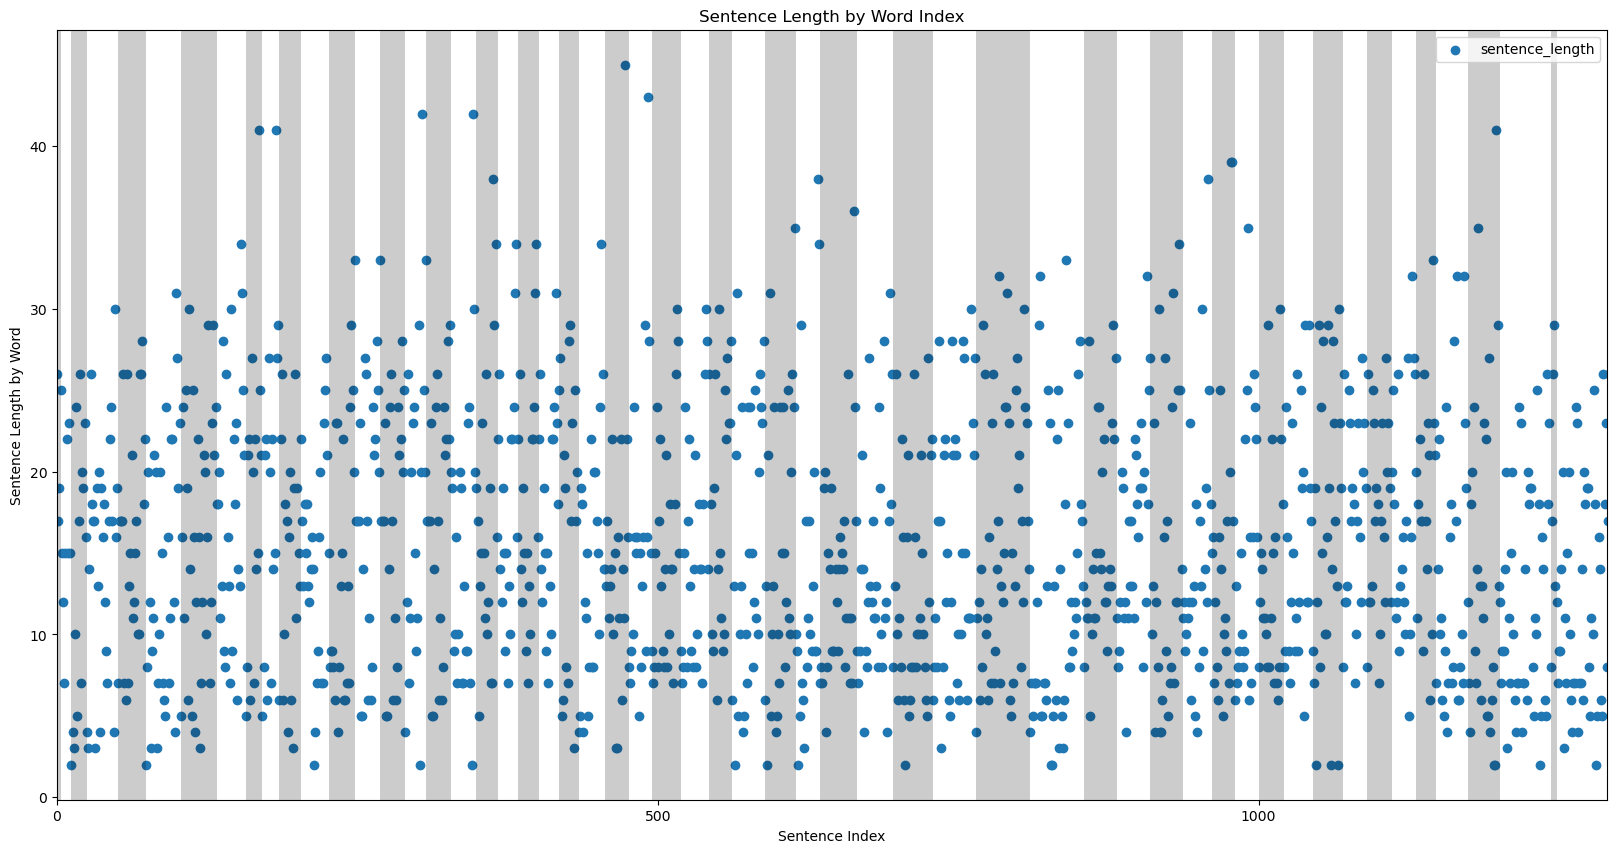 Sentence Length by Word Index
sentence_length
Sentence Length by Word
40
30
20
10
0
0
500
1000
Sentence Index